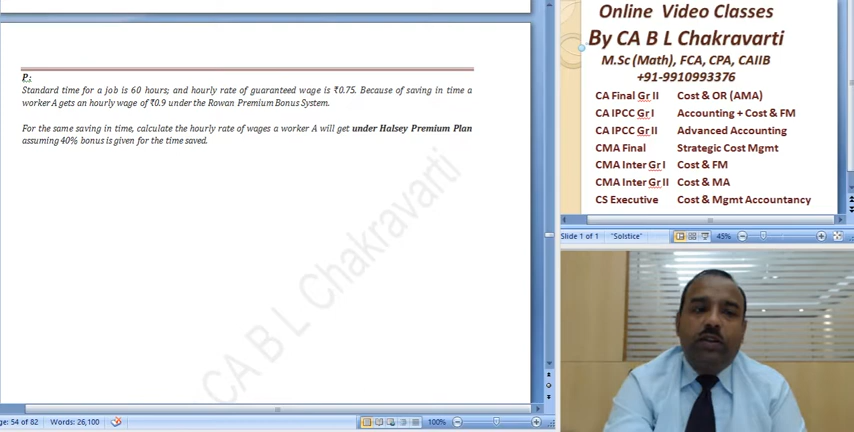 P:
Standard time for a job is 60 hours; and hourly rate of guaranteed wage is ₹0.75. Because of saving in time a
worker A gets an hourly wage of ₹0.9 under the Rowan Premium Bonus System.
For the same saving in time, calculate the hourly rate of wages a worker A will get under Halsey Premium Plan
assuming 40% bonus is given for the time saved.
CA B L Chakravarti
ge: 54 of 82 Words: 26,100 100%
Online Video Classes
By CA B L Chakravarti
M.Sc (Math), FCA, CPA, CAIIB
+91-9910993376
CA Final Gr II Cost & OR (AMA)
CA IPCC Gr I Accounting + Cost & FM
CA IPCC Gr II Advanced Accounting
CMA Final Strategic Cost Mgmt
CMA Inter Gr I Cost & FM
CMA Inter Gr II Cost & MA
CS Executive Cost & Mgmt Accountancy
Slide 1 of 1 "Solstice" 45%